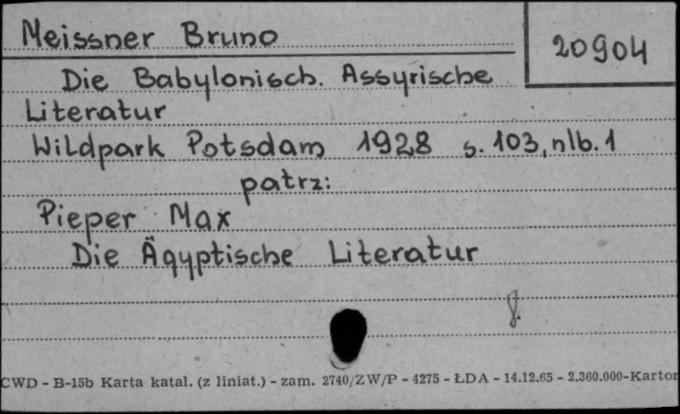 Meissner Bruno
20904
Die Babylonisch. Assyrische
Literatur
Wildpark Potsdam 1928 s. 103, nlb. 1
patrz:
Pieper Max
Die Ägyptische Literatur
CWD - B-15b Karta katal. (z liniat.) - zam. 2740/ZW/P - 4275 - ŁDA - 14.12.65 - 2.360.000-Karton